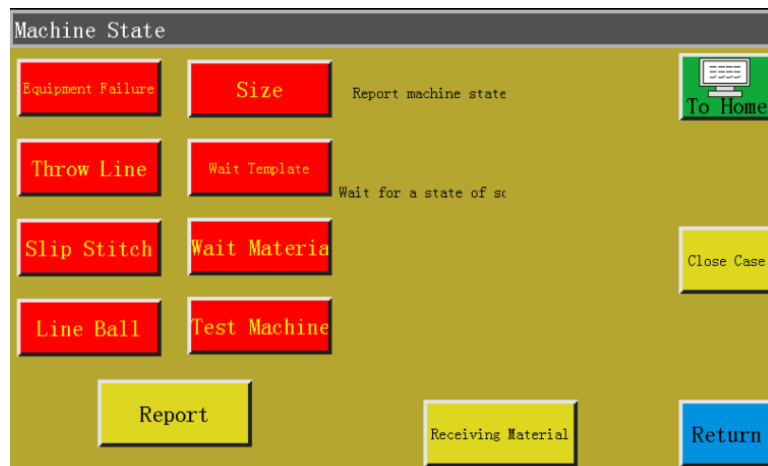 Machine State
Equipment Failure
Size
Report machine state
To Home
Throw Line
Wait Template
Wait for a state of sc
Slip Stitch
Wait Materia
Close Case
Line Ball
Test Machine
Report
Receiving Material
Return